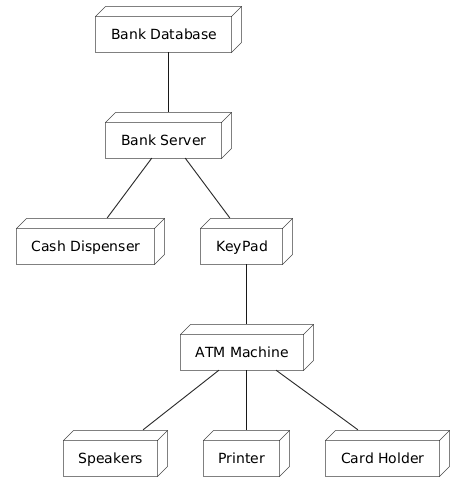 Bank Database
Bank Server
Cash Dispenser
KeyPad
ATM Machine
Speakers
Printer
Card Holder